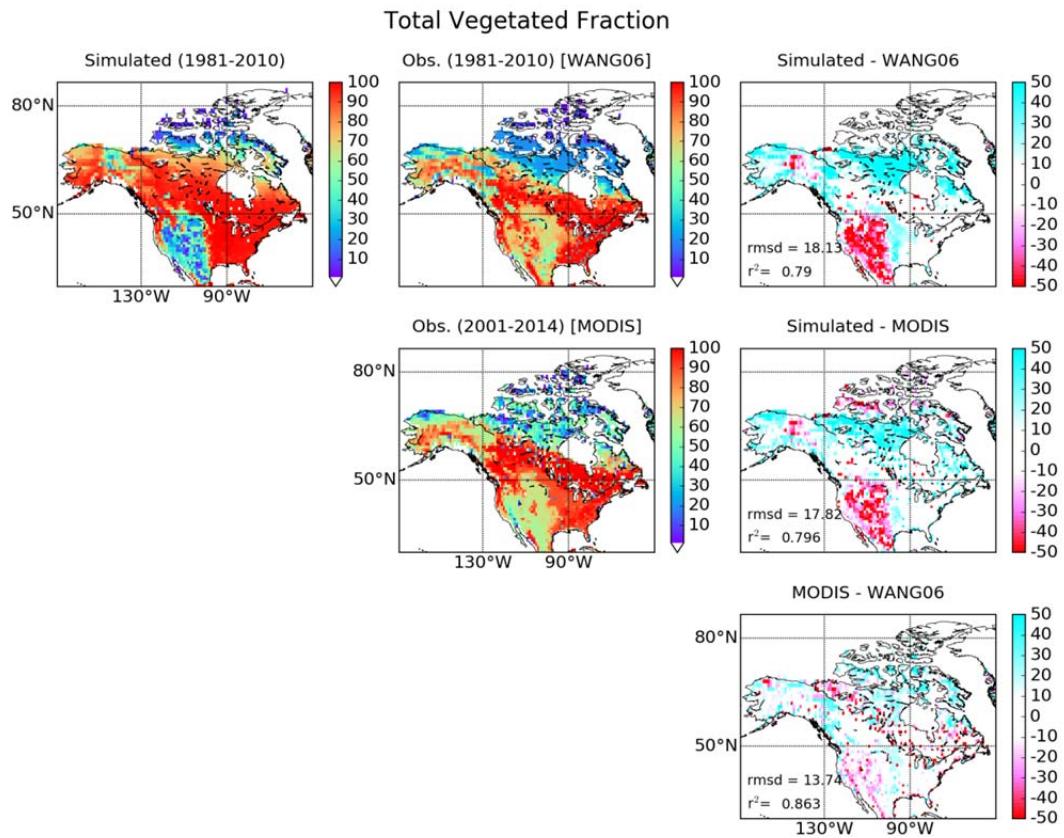 Total Vegetated Fraction
Simulated (1981-2010)
80°N
50°N
130°W 90°W
100
90
80
70
60
50
40
30
20
10
Obs. (1981-2010) [WANG06]
100
90
80
70
60
50
40
30
20
10
Simulated - WANG06
rmsd = 18.13
r²= 0.79
50
40
30
20
10
0
-10
-20
-30
-40
-50
Obs. (2001-2014) [MODIS]
80°N
50°N
130°W 90°W
100
90
80
70
60
50
40
30
20
10
Simulated - MODIS
rmsd = 17.82
r²= 0.796
50
40
30
20
10
0
-10
-20
-30
-40
-50
MODIS - WANG06
80°N
50°N
130°W 90°W
rmsd = 13.74
r²= 0.863
50
40
30
20
10
0
-10
-20
-30
-40
-50